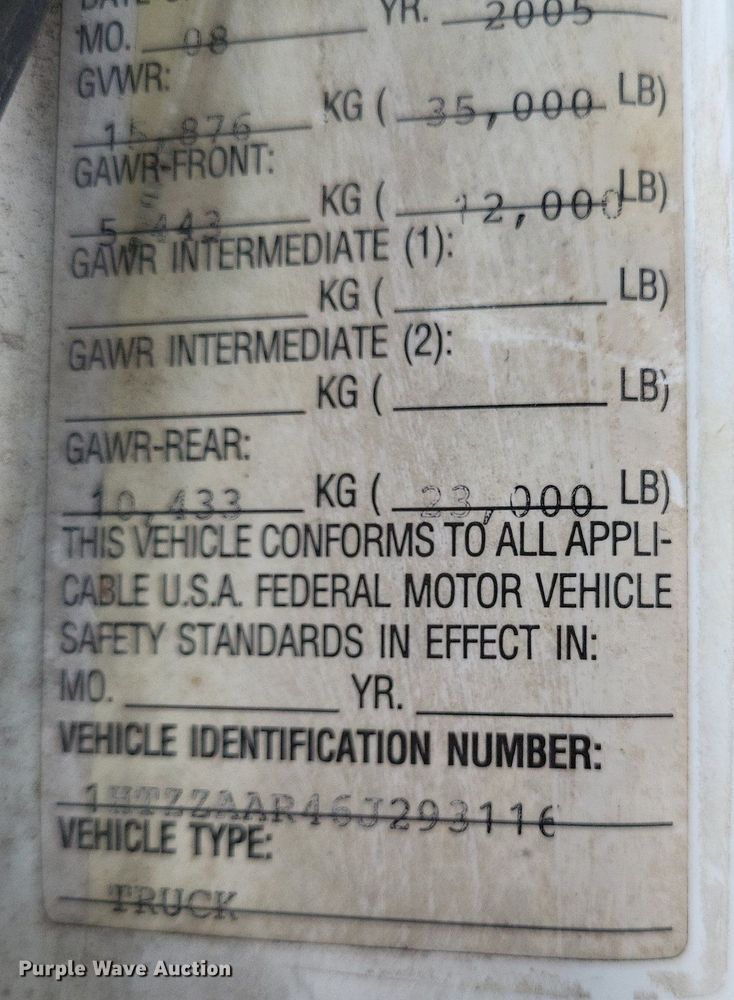 MO. 08 YR. 2005
GVWR:
15,876 KG ( 35,000 LB)
GAWR-FRONT:
5,443 KG ( 12,000 LB)
GAWR INTERMEDIATE (1):
KG ( LB)
GAWR INTERMEDIATE (2):
KG ( LB)
GAWR-REAR:
10,433 KG ( 23,000 LB)
THIS VEHICLE CONFORMS TO ALL APPLI-
CABLE U.S.A. FEDERAL MOTOR VEHICLE
SAFETY STANDARDS IN EFFECT IN:
MO. YR.
VEHICLE IDENTIFICATION NUMBER:
1HTZZAAR46J293116
VEHICLE TYPE:
TRUCK
Purple Wave Auction